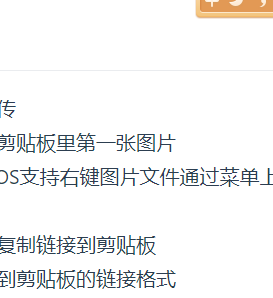 传
剪贴板里第一张图片
OS支持右键图片文件通过菜单上
复制链接到剪贴板
到剪贴板的链接格式